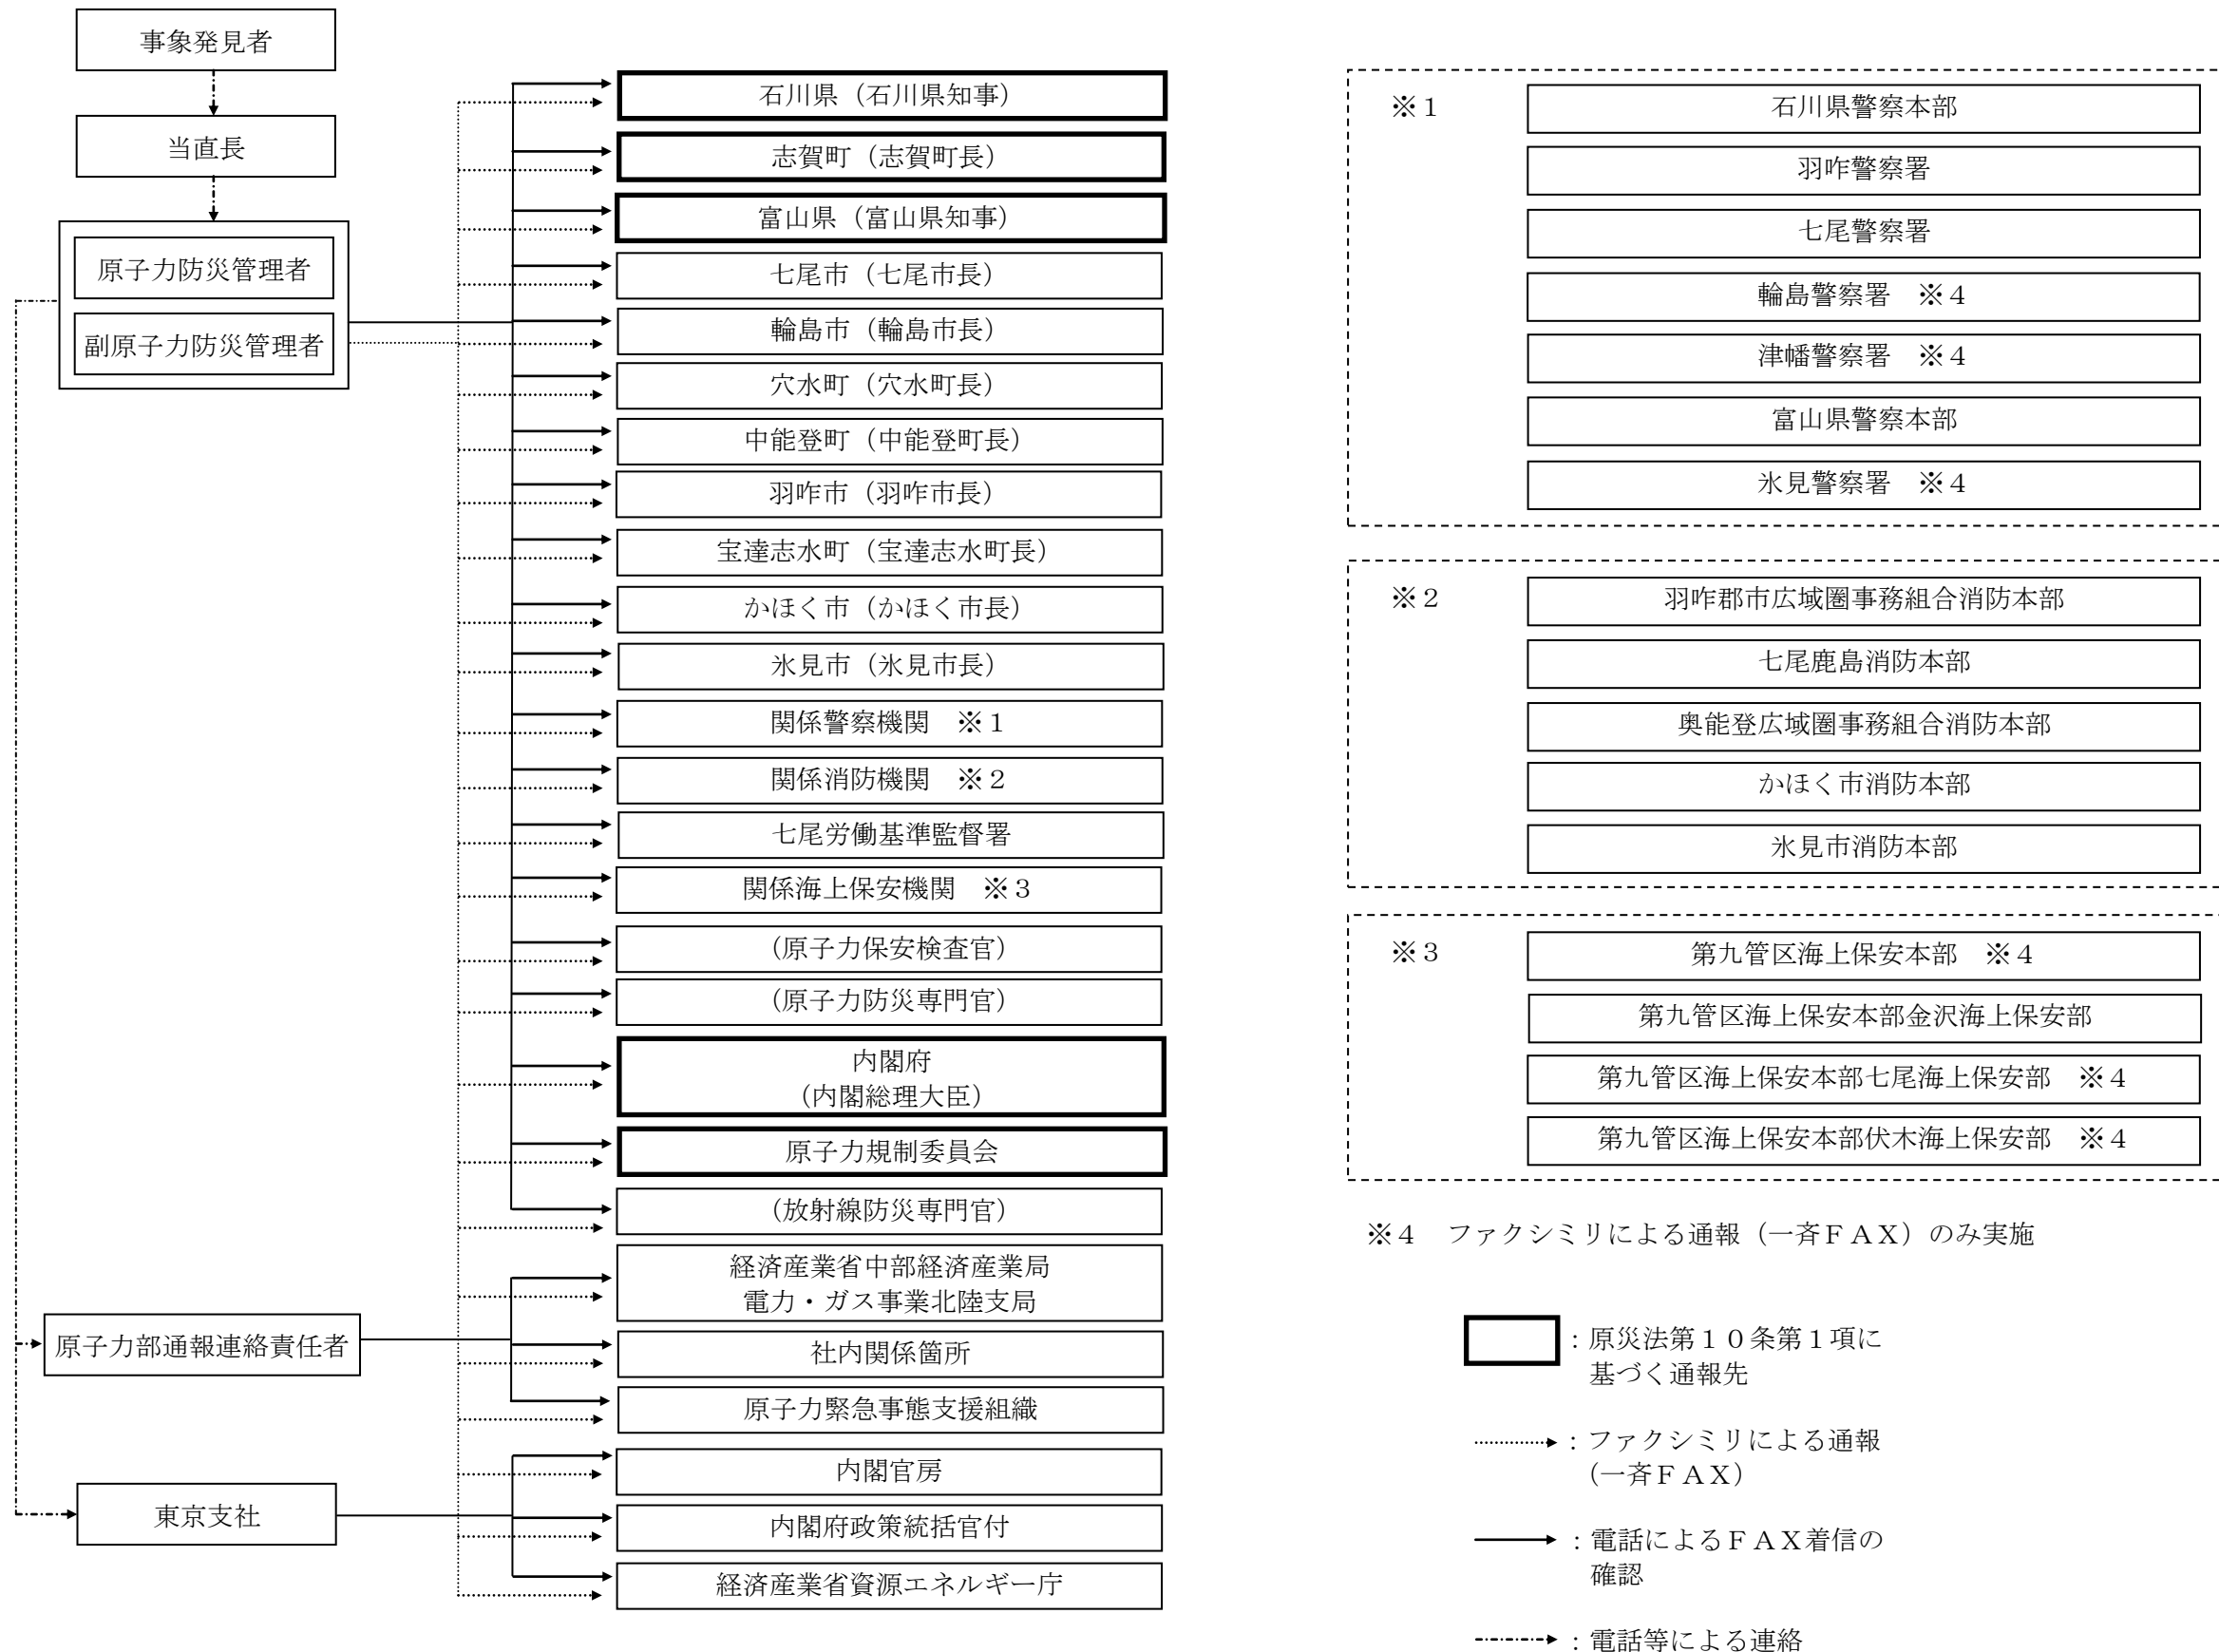 事象発見者
当直長
原子力防災管理者
副原子力防災管理者
原子力部通報連絡責任者
東京支社
石川県（石川県知事）
志賀町（志賀町長）
富山県（富山県知事）
七尾市（七尾市長）
輪島市（輪島市長）
穴水町（穴水町長）
中能登町（中能登町長）
羽咋市（羽咋市長）
宝達志水町（宝達志水町長）
かほく市（かほく市長）
氷見市（氷見市長）
関係警察機関　※１
関係消防機関　※２
七尾労働基準監督署
関係海上保安機関　※３
（原子力保安検査官）
（原子力防災専門官）
内閣府
（内閣総理大臣）
原子力規制委員会
（放射線防災専門官）
経済産業省中部経済産業局
電力・ガス事業北陸支局
社内関係箇所
原子力緊急事態支援組織
内閣官房
内閣府政策統括官付
経済産業省資源エネルギー庁
※１
石川県警察本部
羽咋警察署
七尾警察署
輪島警察署　※４
津幡警察署　※４
富山県警察本部
氷見警察署　※４
※２
羽咋郡市広域圏事務組合消防本部
七尾鹿島消防本部
奥能登広域圏事務組合消防本部
かほく市消防本部
氷見市消防本部
※３
第九管区海上保安本部　※４
第九管区海上保安本部金沢海上保安部
第九管区海上保安本部七尾海上保安部　※４
第九管区海上保安本部伏木海上保安部　※４
※４　ファクシミリによる通報（一斉ＦＡＸ）のみ実施
：原災法第１０条第１項に
基づく通報先
：ファクシミリによる通報
（一斉ＦＡＸ）
：電話によるＦＡＸ着信の
確認
：電話等による連絡